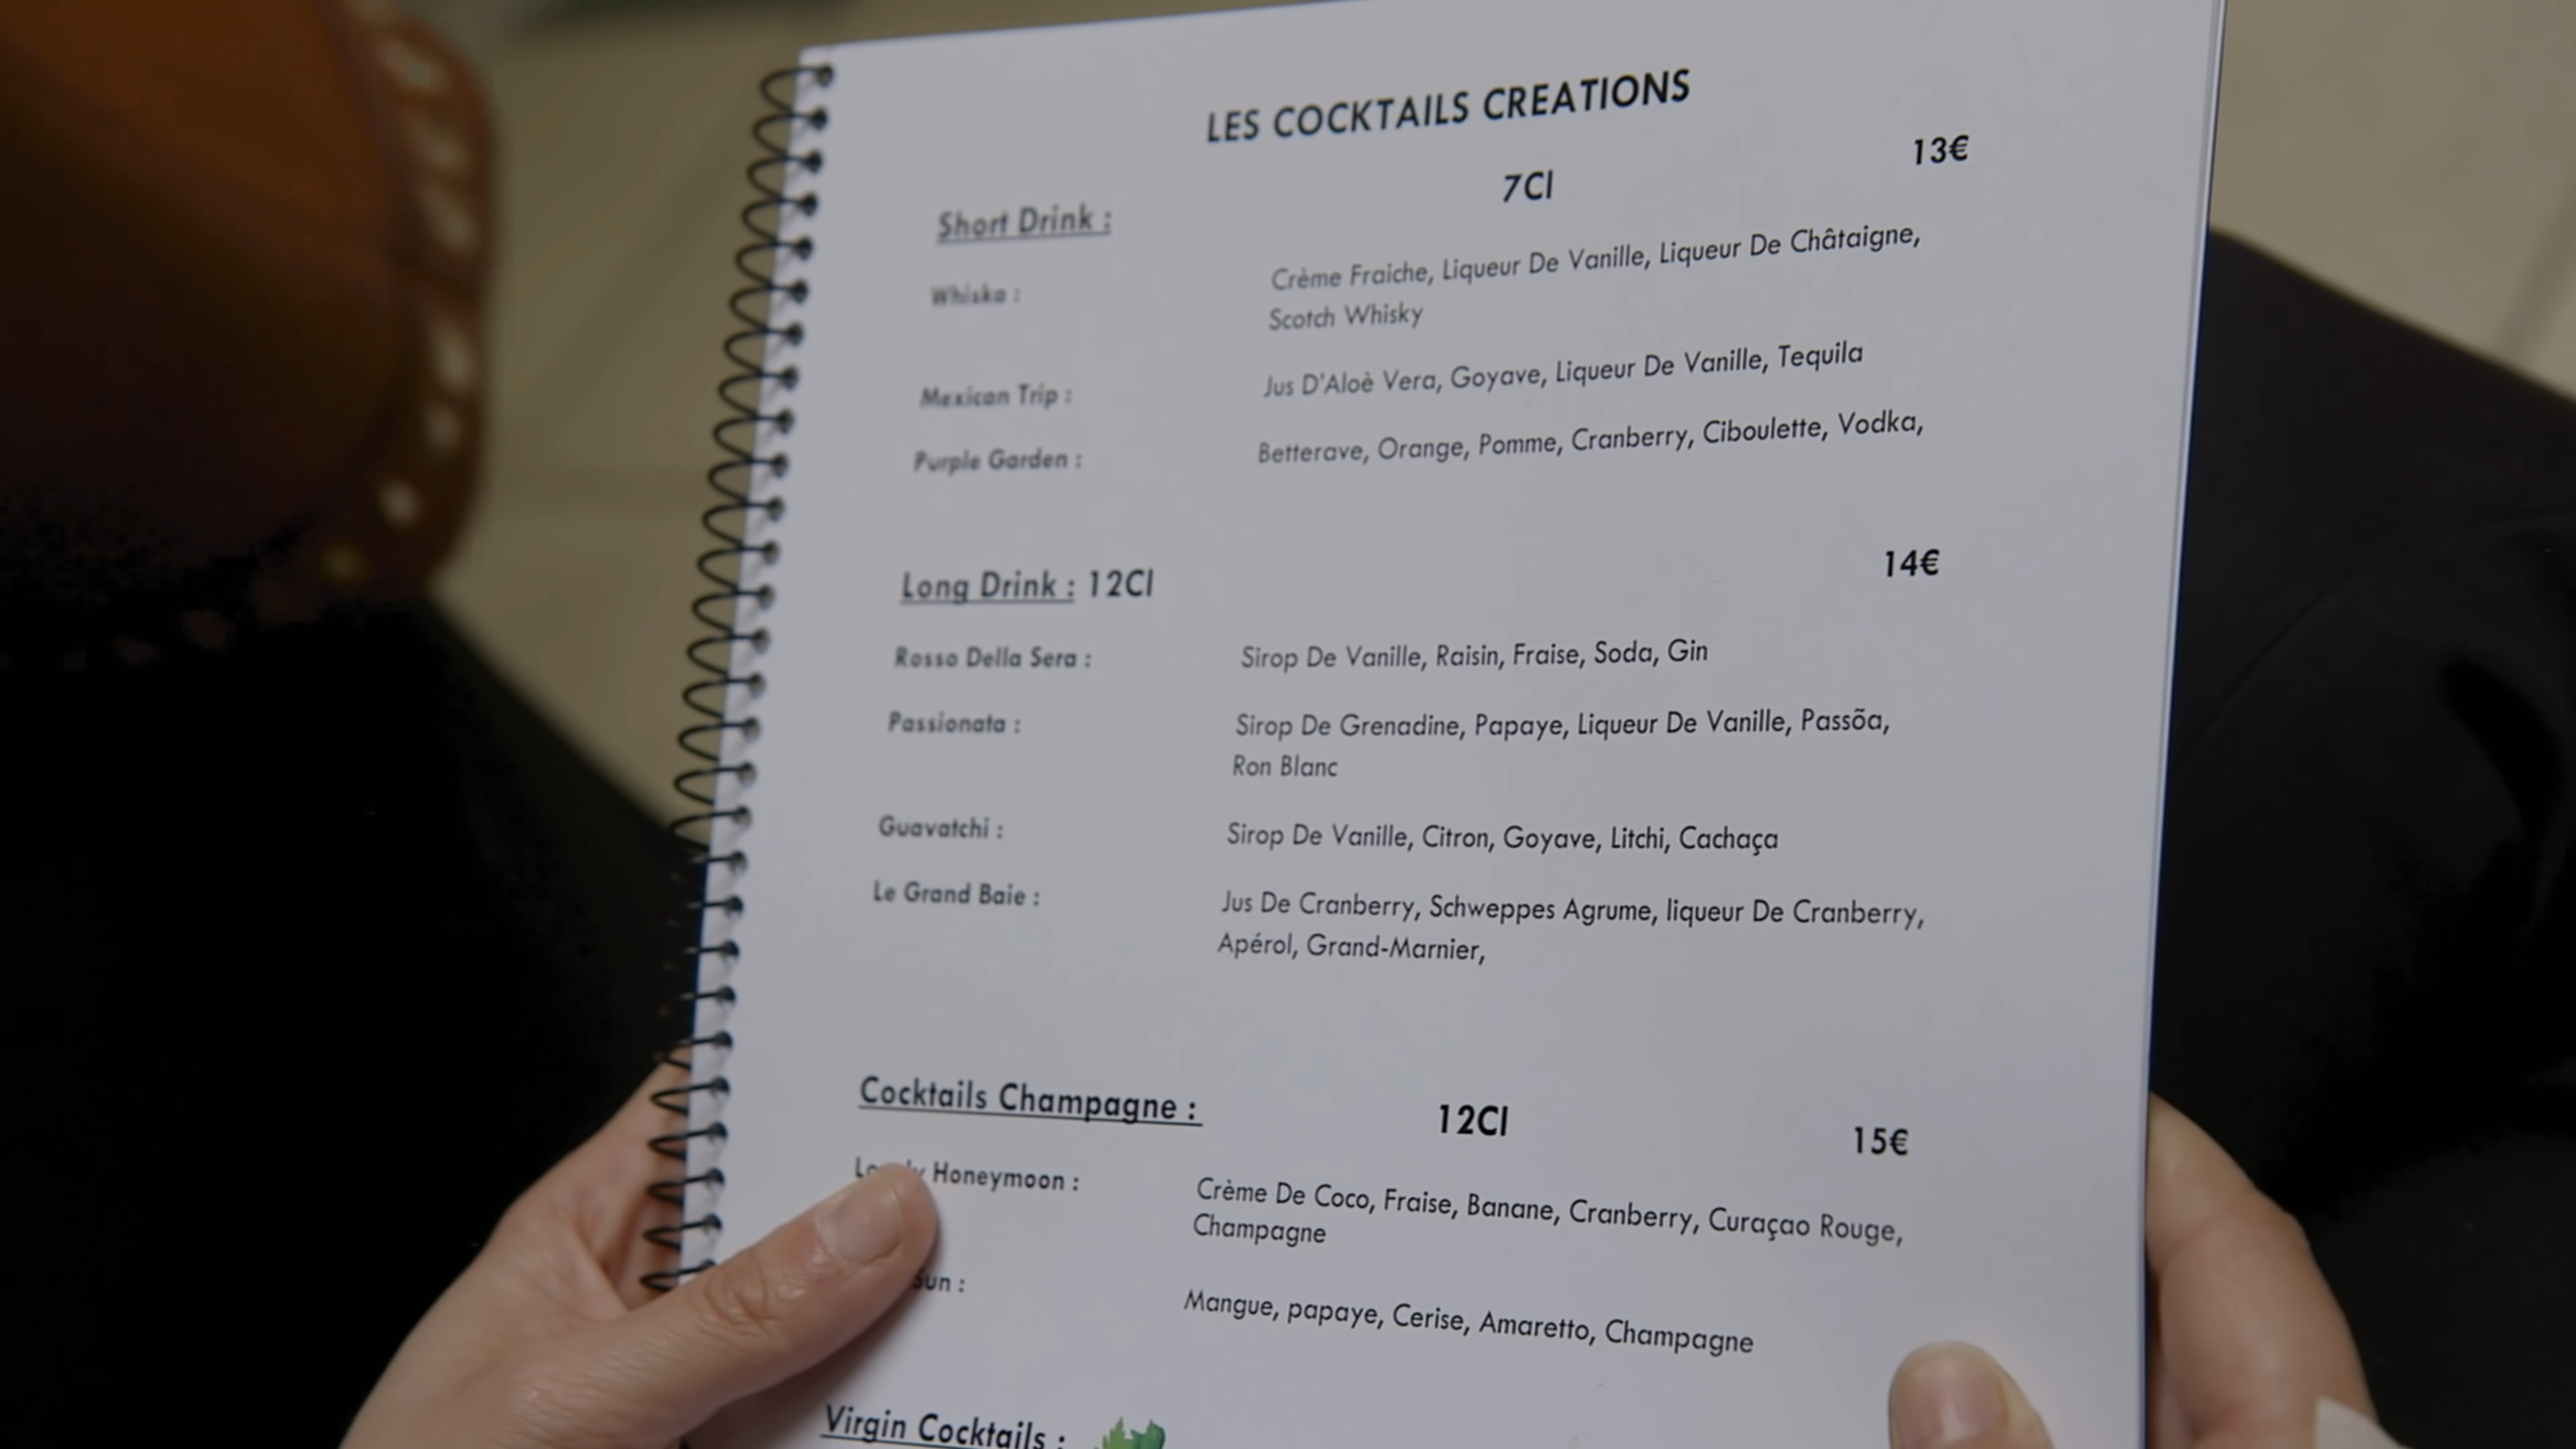 LES COCKTAILS CREATIONS
Short Drink : 7Cl 13€
Whiska : Crème Fraiche, Liqueur De Vanille, Liqueur De Châtaigne,
Scotch Whisky
Mexican Trip : Jus D'Aloè Vera, Goyave, Liqueur De Vanille, Tequila
Purple Garden : Betterave, Orange, Pomme, Cranberry, Ciboulette, Vodka,
Long Drink : 12Cl 14€
Rosso Della Sera : Sirop De Vanille, Raisin, Fraise, Soda, Gin
Passionata : Sirop De Grenadine, Papaye, Liqueur De Vanille, Passõa,
Ron Blanc
Guavatchi : Sirop De Vanille, Citron, Goyave, Litchi, Cachaça
Le Grand Baie : Jus De Cranberry, Schweppes Agrume, liqueur De Cranberry,
Apérol, Grand-Marnier,
Cocktails Champagne : 12Cl 15€
Honeymoon : Crème De Coco, Fraise, Banane, Cranberry, Curaçao Rouge,
Champagne
Sun : Mangue, papaye, Cerise, Amaretto, Champagne
Virgin Cocktails :